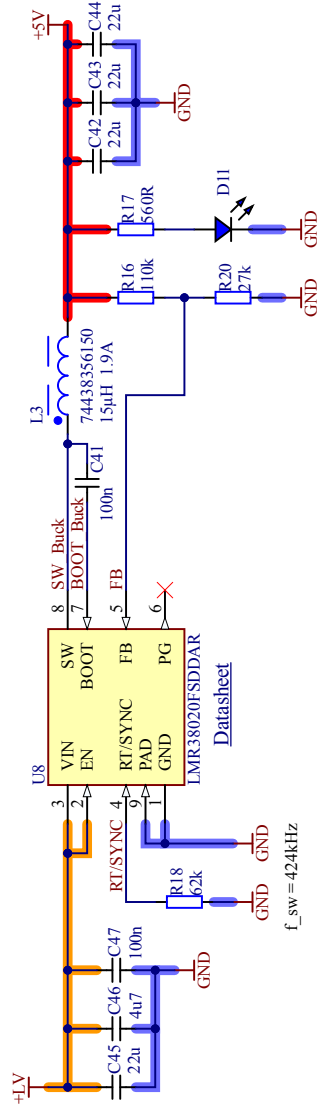 +LV
C45
22u
C46
4u7
C47
100n
GND
U8
3
VIN
2
EN
RT/SYNC
4
RT/SYNC
9
PAD
1
GND
SW
8
SW_Buck
BOOT
7
BOOT_Buck
FB
5
FB
PG
6
LMR38020FSDDAR
Datasheet
R18
62k
GND
GND
f_sw = 424kHz
C41
100n
L3
74438356150
15µH 1.9A
R16
110k
R17
560R
R20
27k
D11
GND
GND
C42
22u
C43
22u
C44
22u
GND
+5V